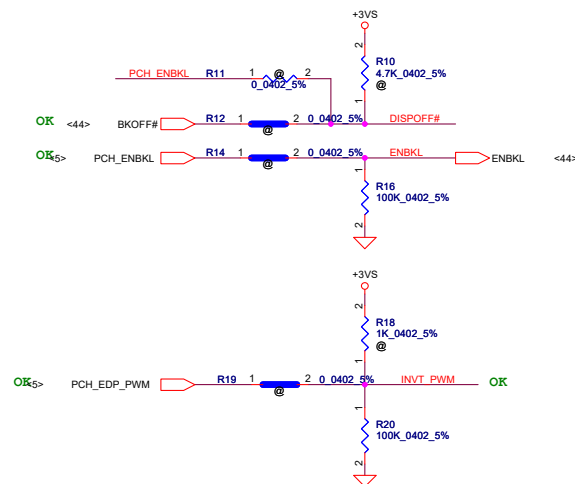 +3VS
2
R10
4.7K_0402_5%
@
1
PCH_ENBKL R11 1 @ 2
0_0402_5%
OK <44> BKOFF# R12 1 2 0_0402_5% DISPOFF#
@
OK <5> PCH_ENBKL R14 1 2 0_0402_5% ENBKL ENBKL <44>
@
1
R16
100K_0402_5%
2
+3VS
2
R18
1K_0402_5%
@
1
OK <5> PCH_EDP_PWM R19 1 2 0_0402_5% INVT_PWM OK
@
1
R20
100K_0402_5%
2